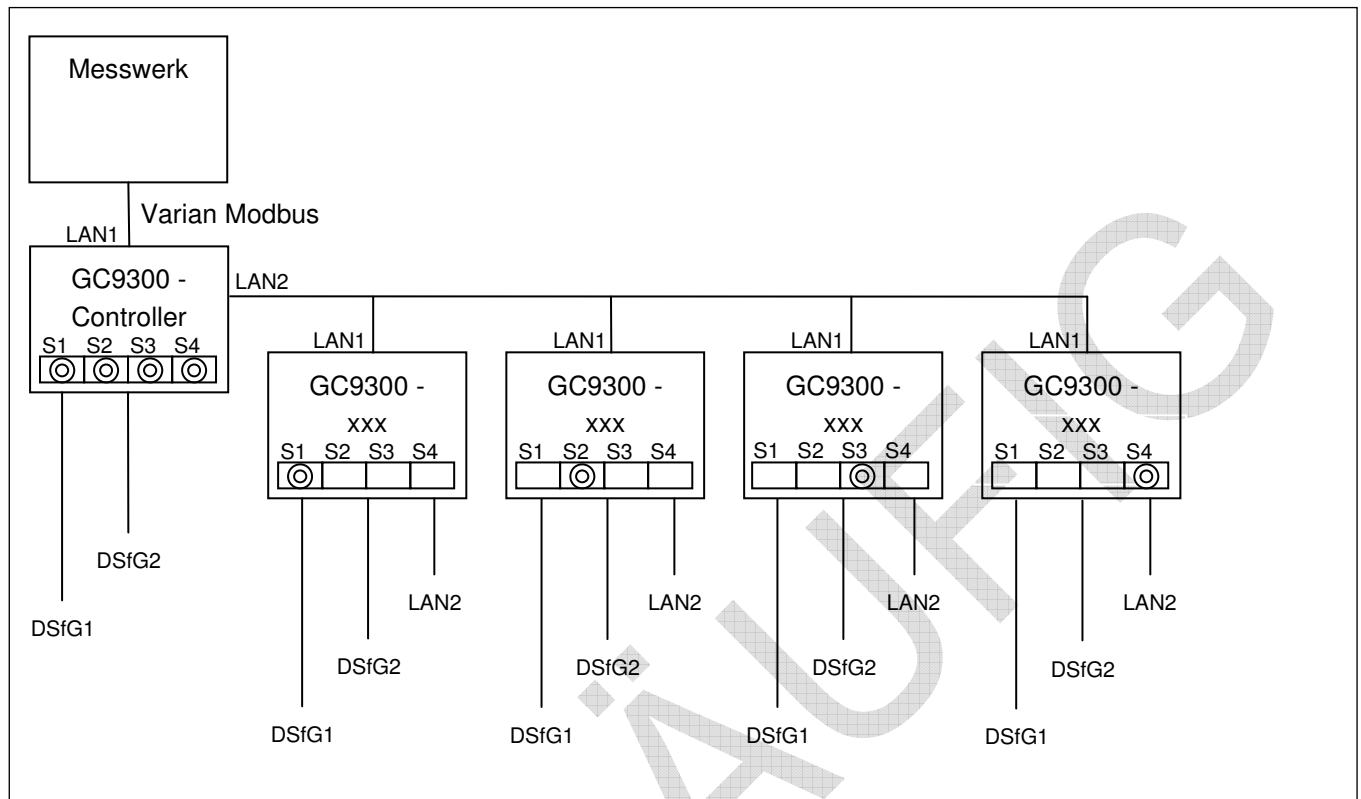 Messwerk
Varian Modbus
LAN1
GC9300 -
Controller
S1 S2 S3 S4
LAN2
DSfG1
DSfG2
LAN1
GC9300 -
xxx
S1 S2 S3 S4
DSfG1
DSfG2
LAN2
LAN1
GC9300 -
xxx
S1 S2 S3 S4
DSfG1
DSfG2
LAN2
LAN1
GC9300 -
xxx
S1 S2 S3 S4
DSfG1
DSfG2
LAN2
LAN1
GC9300 -
xxx
S1 S2 S3 S4
DSfG1
DSfG2
LAN2
ÄUFIG